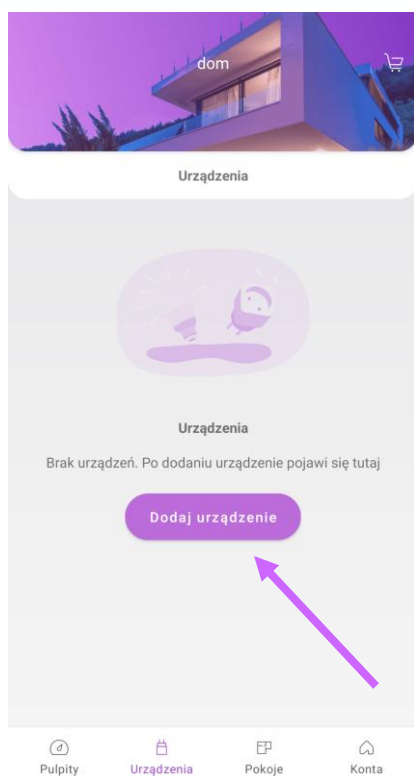 dom
Urządzenia
Urządzenia
Brak urządzeń. Po dodaniu urządzenie pojawi się tutaj
Dodaj urządzenie
Pulpity Urządzenia Pokoje Konta